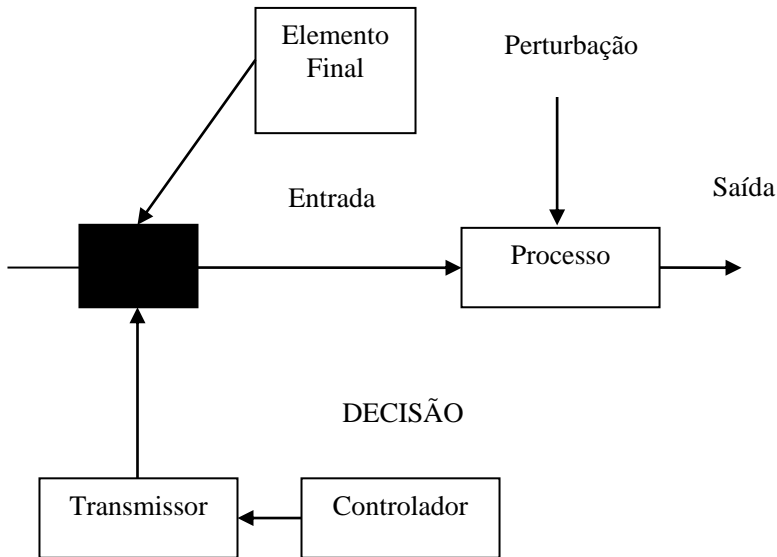 Elemento
Final
Perturbação
Entrada
Saída
Processo
DECISÃO
Transmissor
Controlador